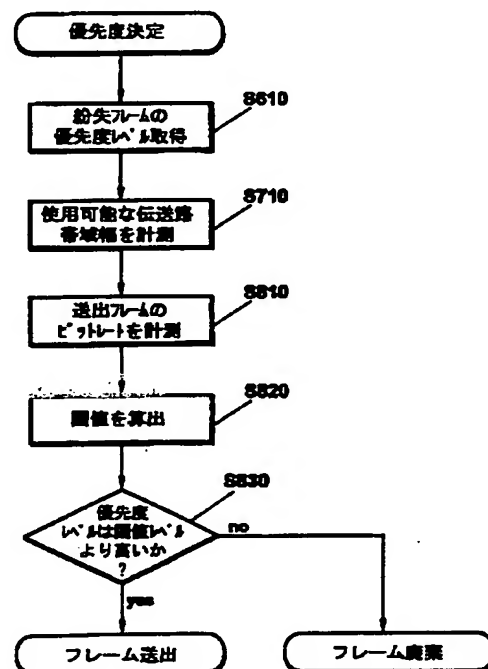 優先度決定
S610
紛失フレームの
優先度レベル取得
S710
使用可能な伝送路
帯域幅を計測
S810
送出フレームの
ビットレートを計測
S820
閾値を算出
S830
優先度
レベルは閾値レベル
より高いか
?
no
yes
フレーム送出
フレーム廃棄